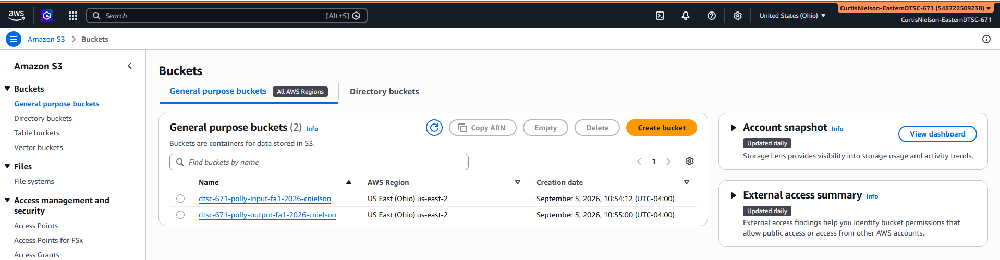 aws
Search
[Alt+S]
United States (Ohio)
CurtisNielson-EasternDTSC-671 (548722509238)
CurtisNielson-EasternDTSC-671
Amazon S3
Buckets
Amazon S3
Buckets
General purpose buckets
Directory buckets
Table buckets
Vector buckets
Files
File systems
Access management and
security
Access Points
Access Points for FSx
Access Grants
Buckets
General purpose buckets All AWS Regions
Directory buckets
General purpose buckets (2) Info
Copy ARN
Empty
Delete
Create bucket
Buckets are containers for data stored in S3.
Find buckets by name
1
Name AWS Region Creation date
dtsc-671-polly-input-fa1-2026-cnielson US East (Ohio) us-east-2 September 5, 2026, 10:54:12 (UTC-04:00)
dtsc-671-polly-output-fa1-2026-cnielson US East (Ohio) us-east-2 September 5, 2026, 10:55:00 (UTC-04:00)
Account snapshot Info
Updated daily
View dashboard
Storage Lens provides visibility into storage usage and activity trends.
External access summary Info
Updated daily
External access findings help you identify bucket permissions that
allow public access or access from other AWS accounts.